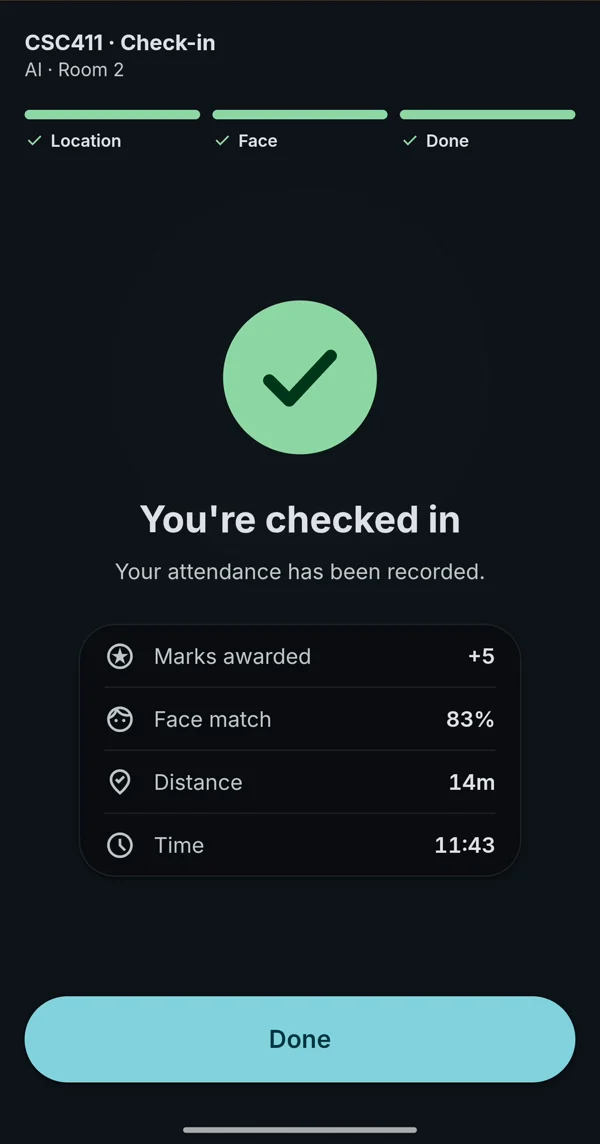 CSC411 · Check-in
AI · Room 2
Location Face Done
You're checked in
Your attendance has been recorded.
Marks awarded +5
Face match 83%
Distance 14m
Time 11:43
Done